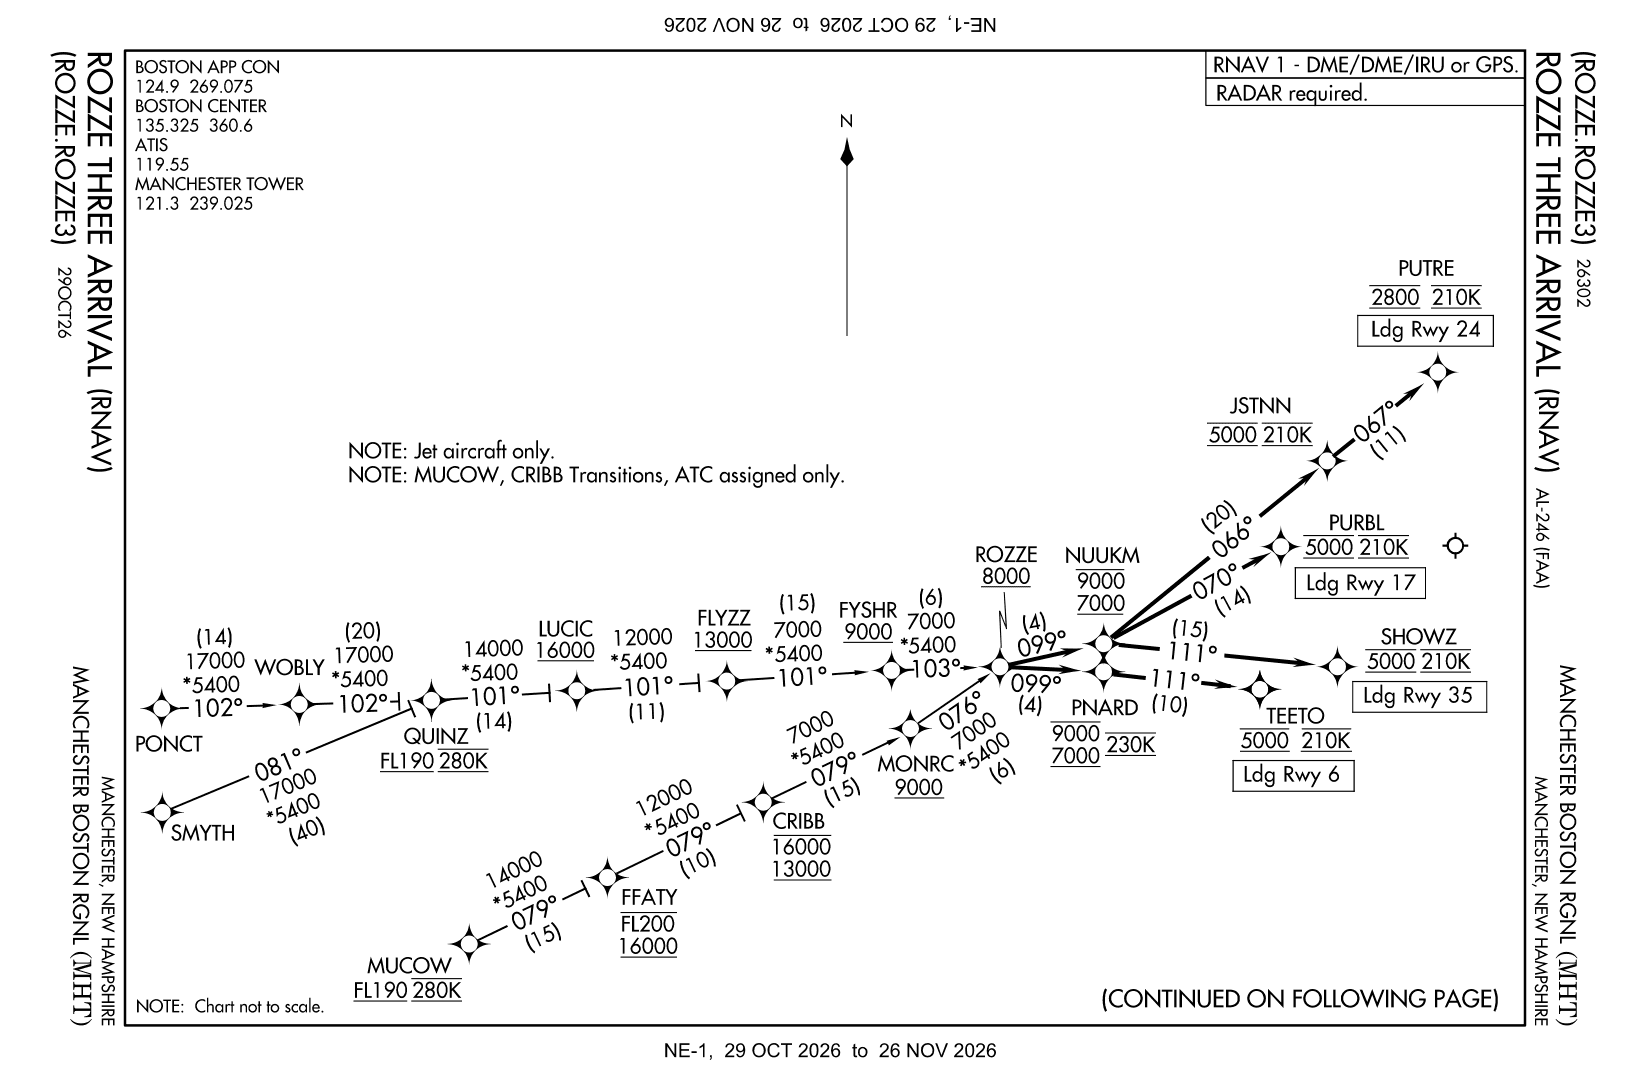 NE-1, 29 OCT 2026 to 26 NOV 2026
(ROZZE.ROZZE3) 29OCT26
ROZZE THREE ARRIVAL (RNAV)
MANCHESTER BOSTON RGNL (MHT)
MANCHESTER, NEW HAMPSHIRE
BOSTON APP CON
124.9 269.075
BOSTON CENTER
135.325 360.6
ATIS
119.55
MANCHESTER TOWER
121.3 239.025
RNAV 1 - DME/DME/IRU or GPS.
RADAR required.
N
NOTE: Jet aircraft only.
NOTE: MUCOW, CRIBB Transitions, ATC assigned only.
PUTRE
2800 210K
Ldg Rwy 24
067°
(11)
JSTNN
5000 210K
(20)
066°
PURBL
5000 210K
Ldg Rwy 17
070°
(14)
SHOWZ
5000 210K
Ldg Rwy 35
(15)
111°
TEETO
5000 210K
Ldg Rwy 6
111°
(10)
NUUKM
9000
7000
(4)
099°
PNARD
9000
7000
230K
099°
(4)
ROZZE
8000
(6)
7000
*5400
103°
FYSHR
9000
(15)
7000
*5400
101°
FLYZZ
13000
12000
*5400
101°
(11)
LUCIC
16000
14000
*5400
101°
(14)
QUINZ
FL190 280K
(20)
17000
*5400
102°
WOBLY
(14)
17000
*5400
102°
PONCT
081°
17000
*5400
(40)
SMYTH
076°
7000
*5400
(6)
MONRC
9000
7000
*5400
079°
(15)
CRIBB
16000
13000
12000
*5400
079°
(10)
FFATY
FL200
16000
14000
*5400
079°
(15)
MUCOW
FL190 280K
NOTE: Chart not to scale.
(CONTINUED ON FOLLOWING PAGE)
(ROZZE.ROZZE3) 26302
ROZZE THREE ARRIVAL (RNAV)
AL-246 (FAA)
MANCHESTER BOSTON RGNL (MHT)
MANCHESTER, NEW HAMPSHIRE
NE-1, 29 OCT 2026 to 26 NOV 2026